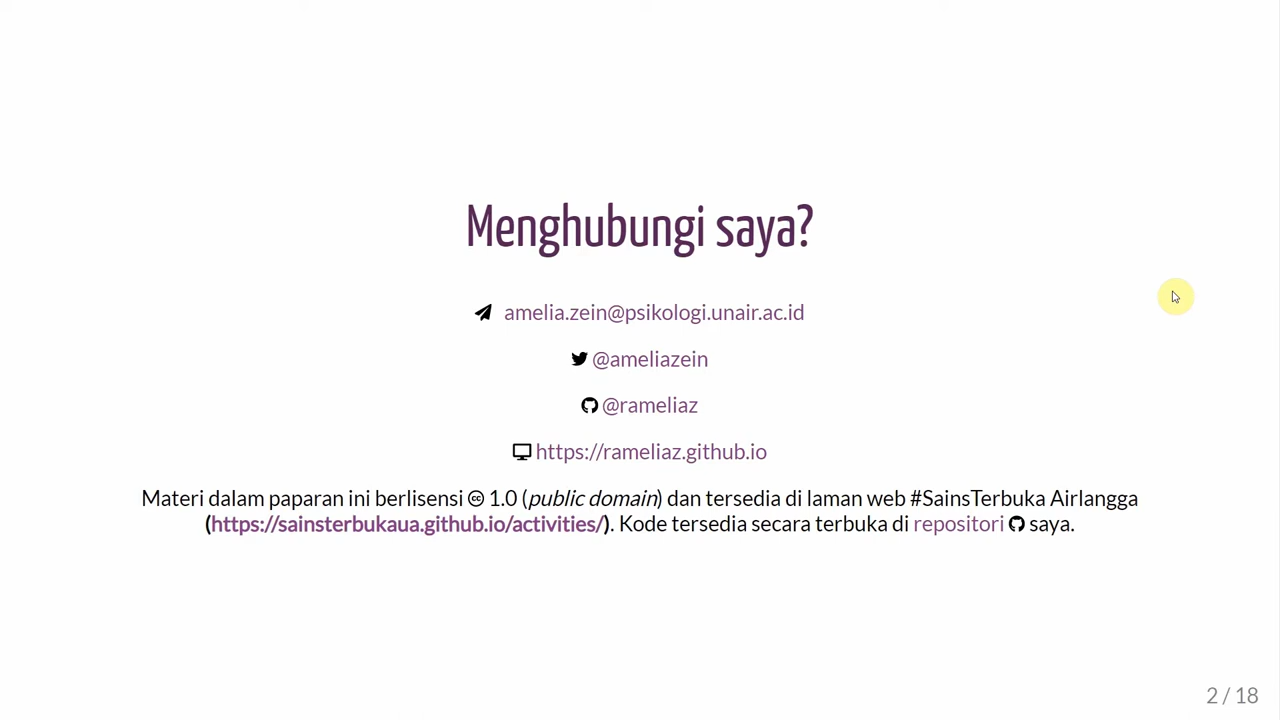 Menghubungi saya?
amelia.zein@psikologi.unair.ac.id
@ameliazein
@rameliaz
https://rameliaz.github.io
Materi dalam paparan ini berlisensi 1.0 (public domain) dan tersedia di laman web #SainsTerbuka Airlangga
(https://sainsterbukaua.github.io/activities/). Kode tersedia secara terbuka di repositori saya.
2 / 18